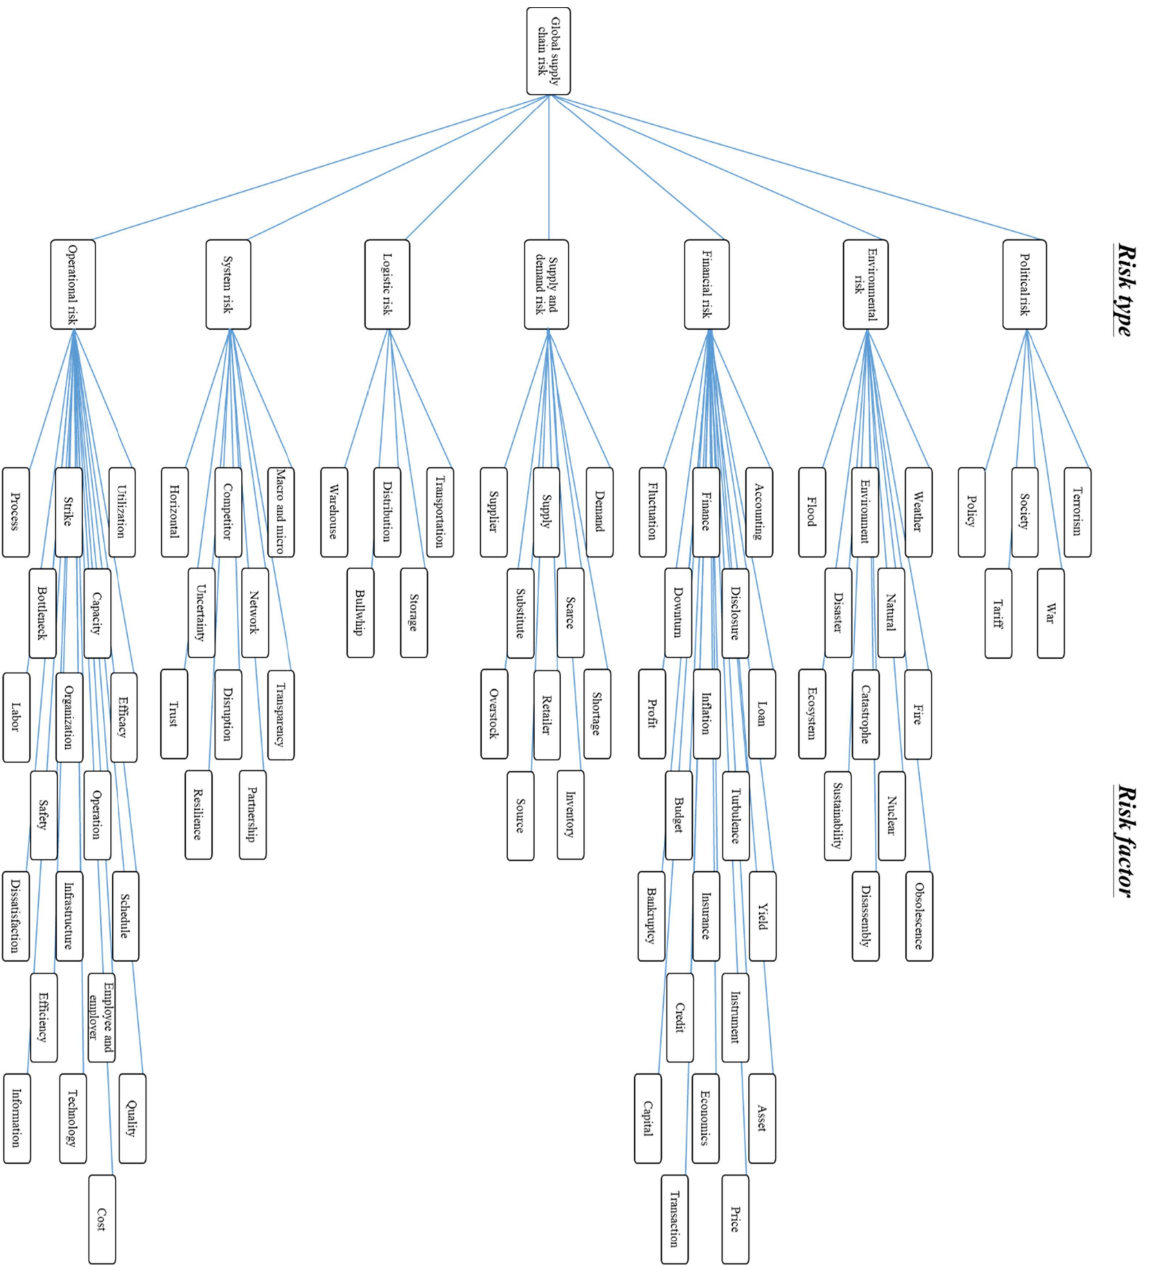 Risk type
Risk factor
Global supply
chain risk
Political risk
Terrorism
War
Society
Tariff
Policy
Environmental
risk
Weather
Fire
Obsolescence
Natural
Nuclear
Environment
Catastrophe
Disassembly
Disaster
Sustainability
Flood
Ecosystem
Financial risk
Accounting
Loan
Yield
Asset
Disclosure
Turbulence
Instrument
Price
Finance
Inflation
Insurance
Economics
Downturn
Budget
Credit
Transaction
Fluctuation
Profit
Bankruptcy
Capital
Supply and
demand risk
Demand
Shortage
Scarce
Inventory
Supply
Retailer
Substitute
Source
Supplier
Overstock
Logistic risk
Transportation
Storage
Distribution
Bullwhip
Warehouse
System risk
Macro and micro
Transparency
Network
Partnership
Competitor
Disruption
Uncertainty
Resilience
Horizontal
Trust
Operational risk
Utilization
Efficacy
Schedule
Quality
Capacity
Operation
Employee and
employer
Cost
Strike
Organization
Infrastructure
Technology
Bottleneck
Safety
Efficiency
Process
Labor
Dissatisfaction
Information